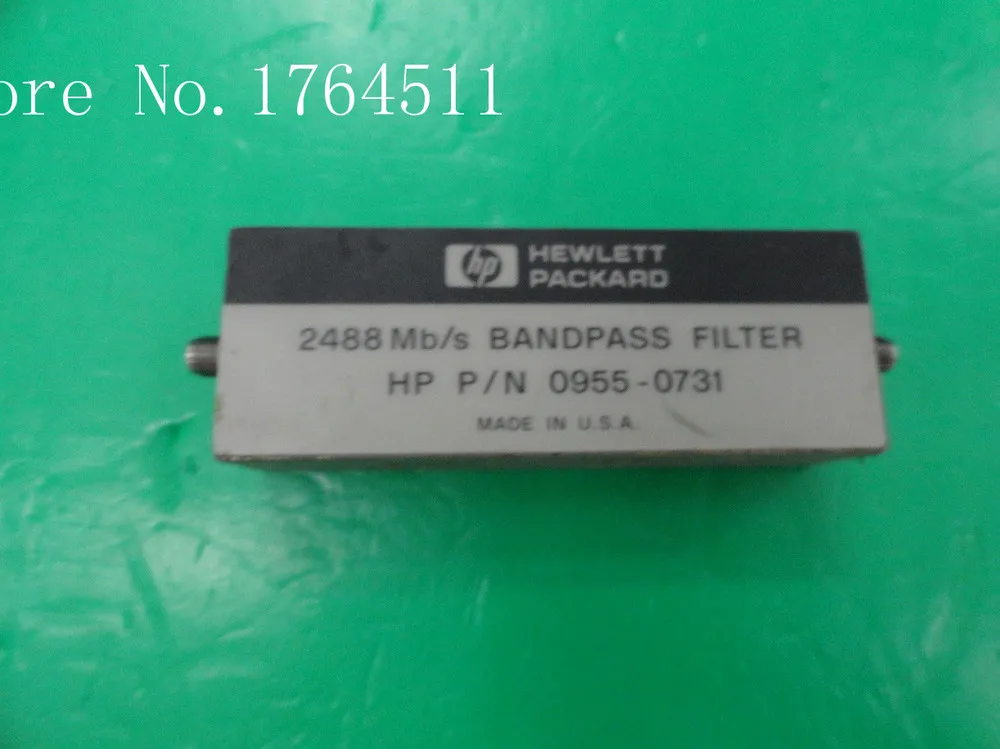 ore No.1764511
hp HEWLETT
PACKARD
2488 Mb/s BANDPASS FILTER
HP P/N 0955-0731
MADE IN U.S.A.